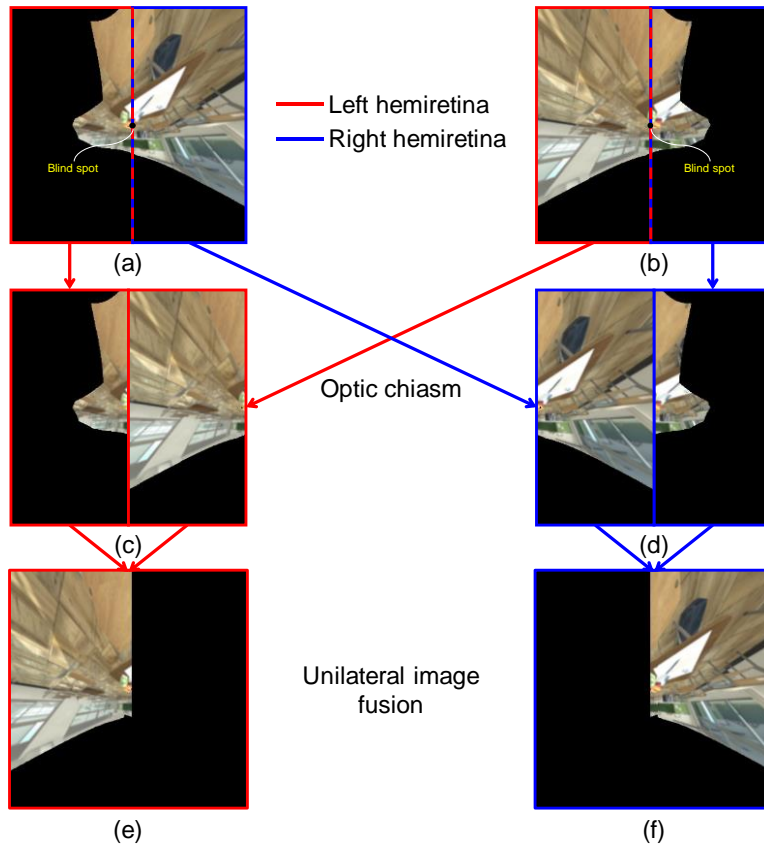 Left hemiretina
Right hemiretina
Blind spot
Blind spot
(a)
(b)
Optic chiasm
(c)
(d)
Unilateral image
fusion
(e)
(f)